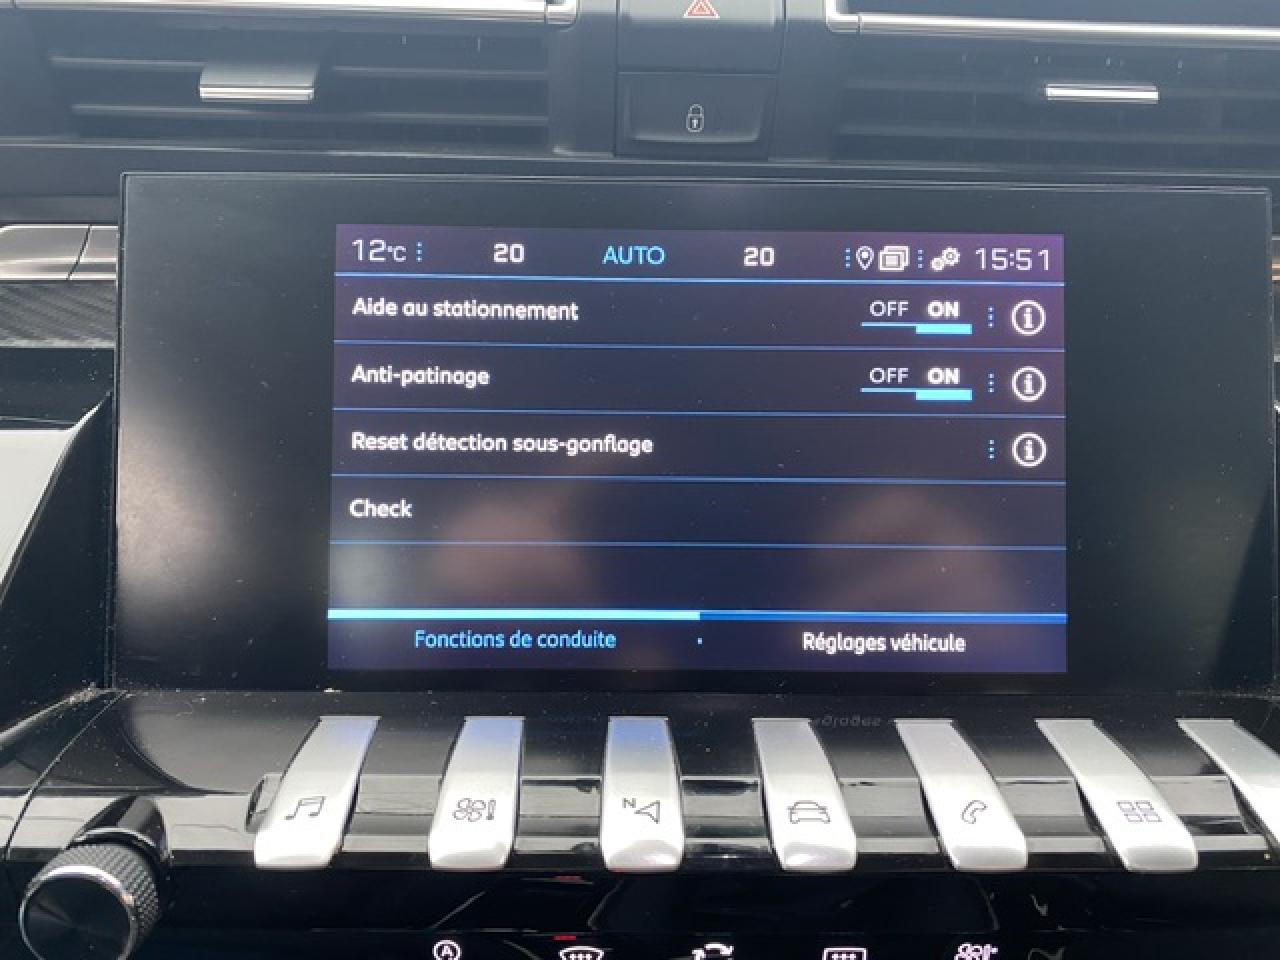 12°C 20 AUTO 20 15:51
Aide au stationnement OFF ON i
Anti-patinage OFF ON i
Reset détection sous-gonflage i
Check
Fonctions de conduite Réglages véhicule
N
A